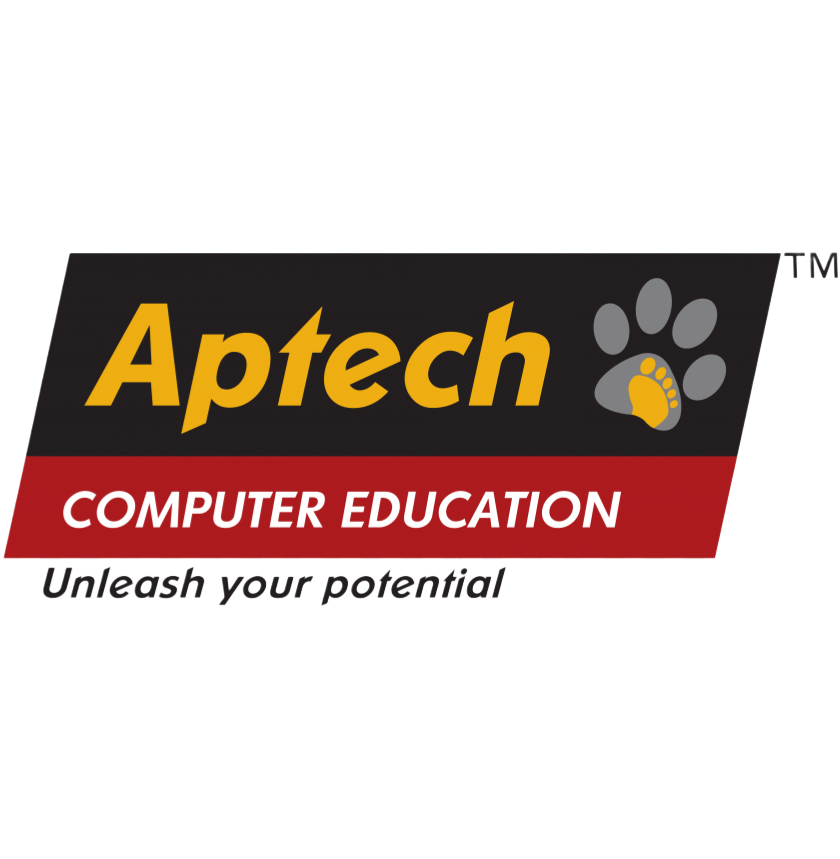 Aptech
TM
COMPUTER EDUCATION
Unleash your potential